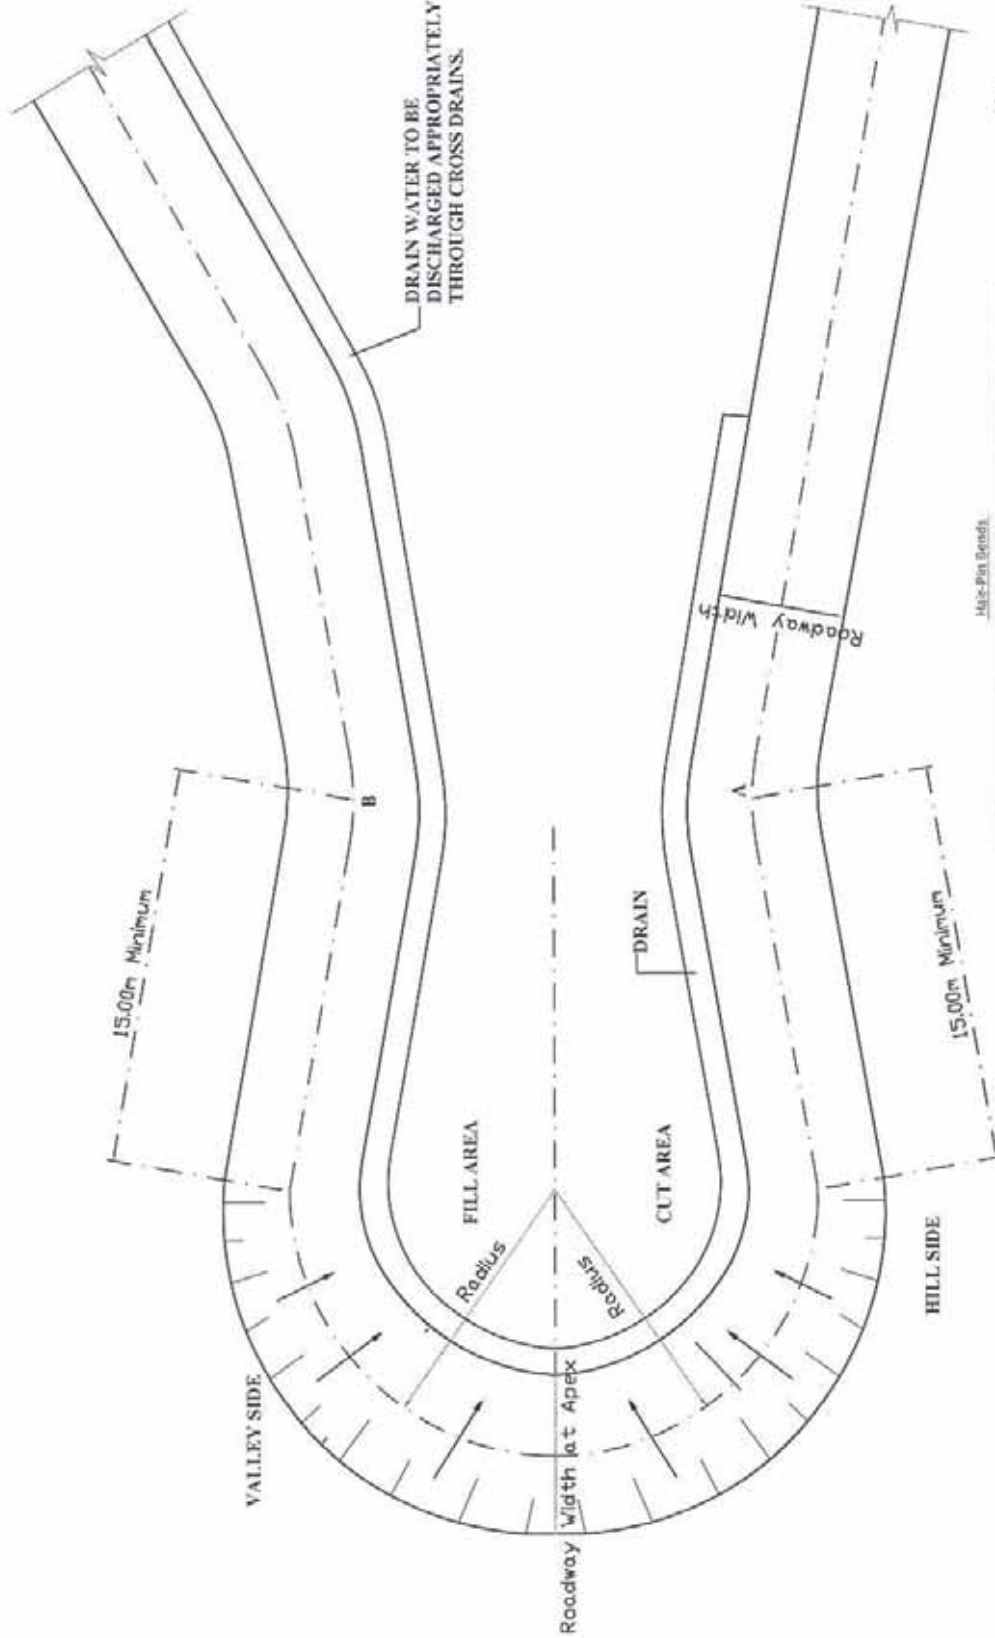 DRAIN WATER TO BE
DISCHARGED APPROPRIATELY
THROUGH CROSS DRAINS.
15.00m Minimum
B
Roadway Width
A
DRAIN
15.00m Minimum
FILL AREA
CUT AREA
Radius
Radius
VALLEY SIDE
HILL SIDE
Roadway Width at Apex
Hair-Pin Bends